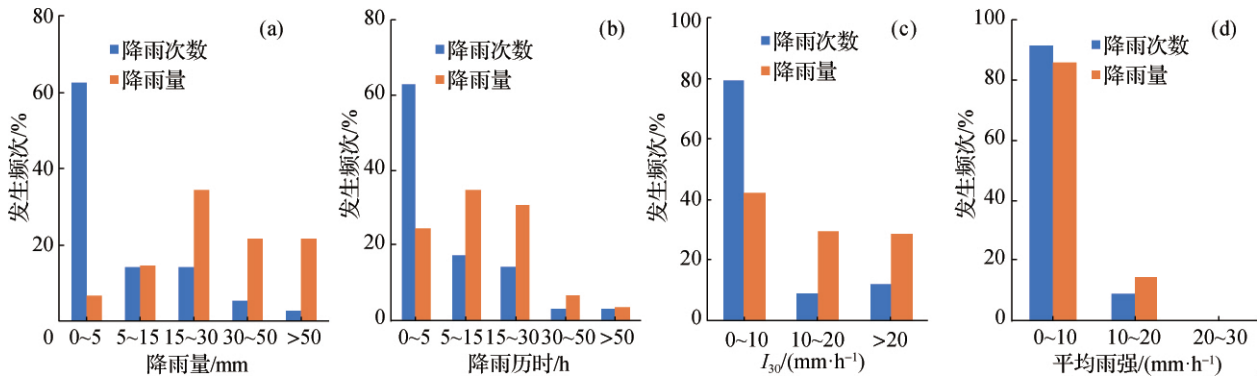 (a)
降雨次数
降雨量
发生频次/%
80
60
40
20
0
0~5 5~15 15~30 30~50 >50
降雨量/mm
(b)
降雨次数
降雨量
发生频次/%
80
60
40
20
0
0~5 5~15 15~30 30~50 >50
降雨历时/h
(c)
降雨次数
降雨量
发生频次/%
100
80
60
40
20
0
0~10 10~20 >20
I₃₀/(mm·h⁻¹)
(d)
降雨次数
降雨量
发生频次/%
100
80
60
40
20
0
0~10 10~20 20~30
平均雨强/(mm·h⁻¹)